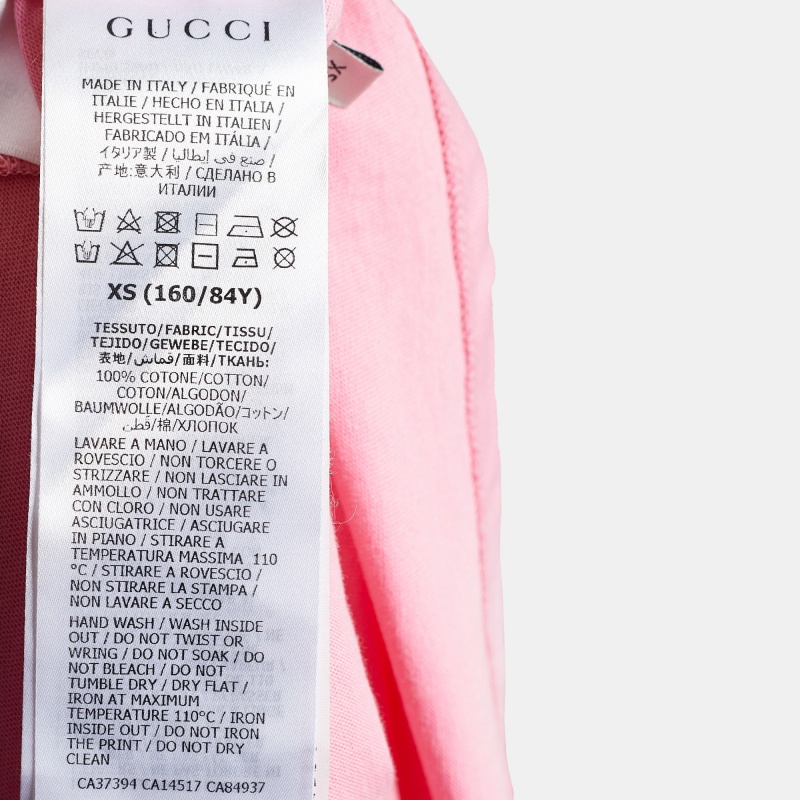 GUCCI
XS
MADE IN ITALY / FABRIQUÉ EN
ITALIE / HECHO EN ITALIA /
HERGESTELLT IN ITALIEN /
FABRICADO EM ITÁLIA /
イタリア製 / صنع في إيطاليا /
产地:意大利 / СДЕЛАНО В
ИТАЛИИ
XS (160/84Y)
TESSUTO/FABRIC/TISSU/
TEJIDO/GEWEBE/TECIDO/
表地/قماش/面料/ТКАНЬ:
100% COTONE/COTTON/
COTON/ALGODON/
BAUMWOLLE/ALGODÃO/コットン/
قطن/棉/ХЛОПОК
LAVARE A MANO / LAVARE A
ROVESCIO / NON TORCERE O
STRIZZARE / NON LASCIARE IN
AMMOLLO / NON TRATTARE
CON CLORO / NON USARE
ASCIUGATRICE / ASCIUGARE
IN PIANO / STIRARE A
TEMPERATURA MASSIMA 110
°C / STIRARE A ROVESCIO /
NON STIRARE LA STAMPA /
NON LAVARE A SECCO
HAND WASH / WASH INSIDE
OUT / DO NOT TWIST OR
WRING / DO NOT SOAK / DO
NOT BLEACH / DO NOT
TUMBLE DRY / DRY FLAT /
IRON AT MAXIMUM
TEMPERATURE 110°C / IRON
INSIDE OUT / DO NOT IRON
THE PRINT / DO NOT DRY
CLEAN
CA37394 CA14517 CA84937